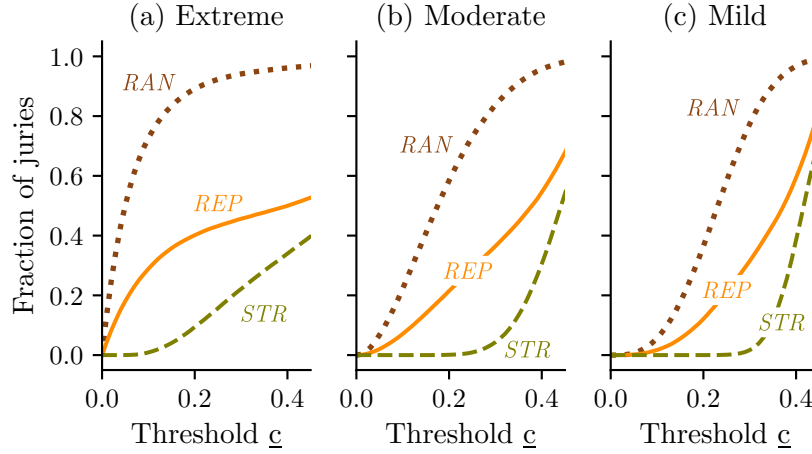 (a) Extreme
(b) Moderate
(c) Mild
Fraction of juries
1.0
0.8
0.6
0.4
0.2
0.0
RAN
REP
STR
RAN
REP
STR
RAN
REP
STR
0.0 0.2 0.4
0.0 0.2 0.4
0.0 0.2 0.4
Threshold c
Threshold c
Threshold c